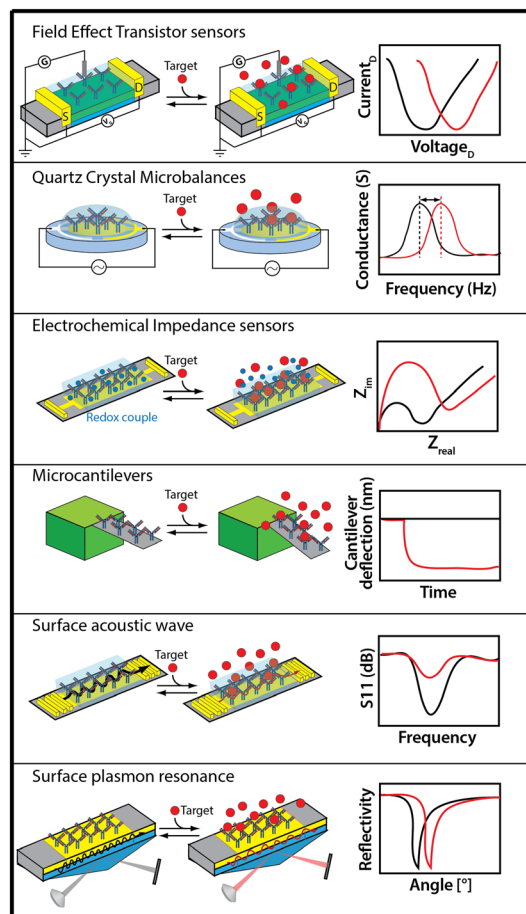 Field Effect Transistor sensors
G
Target
G
S
D
S
D
Current_D
Voltage_D
Quartz Crystal Microbalances
Target
Conductance (S)
Frequency (Hz)
Electrochemical Impedance sensors
Target
Redox couple
Z_im
Z_real
Microcantilevers
Target
Cantilever
deflection (nm)
Time
Surface acoustic wave
Target
S11 (dB)
Frequency
Surface plasmon resonance
Target
Reflectivity
Angle [°]